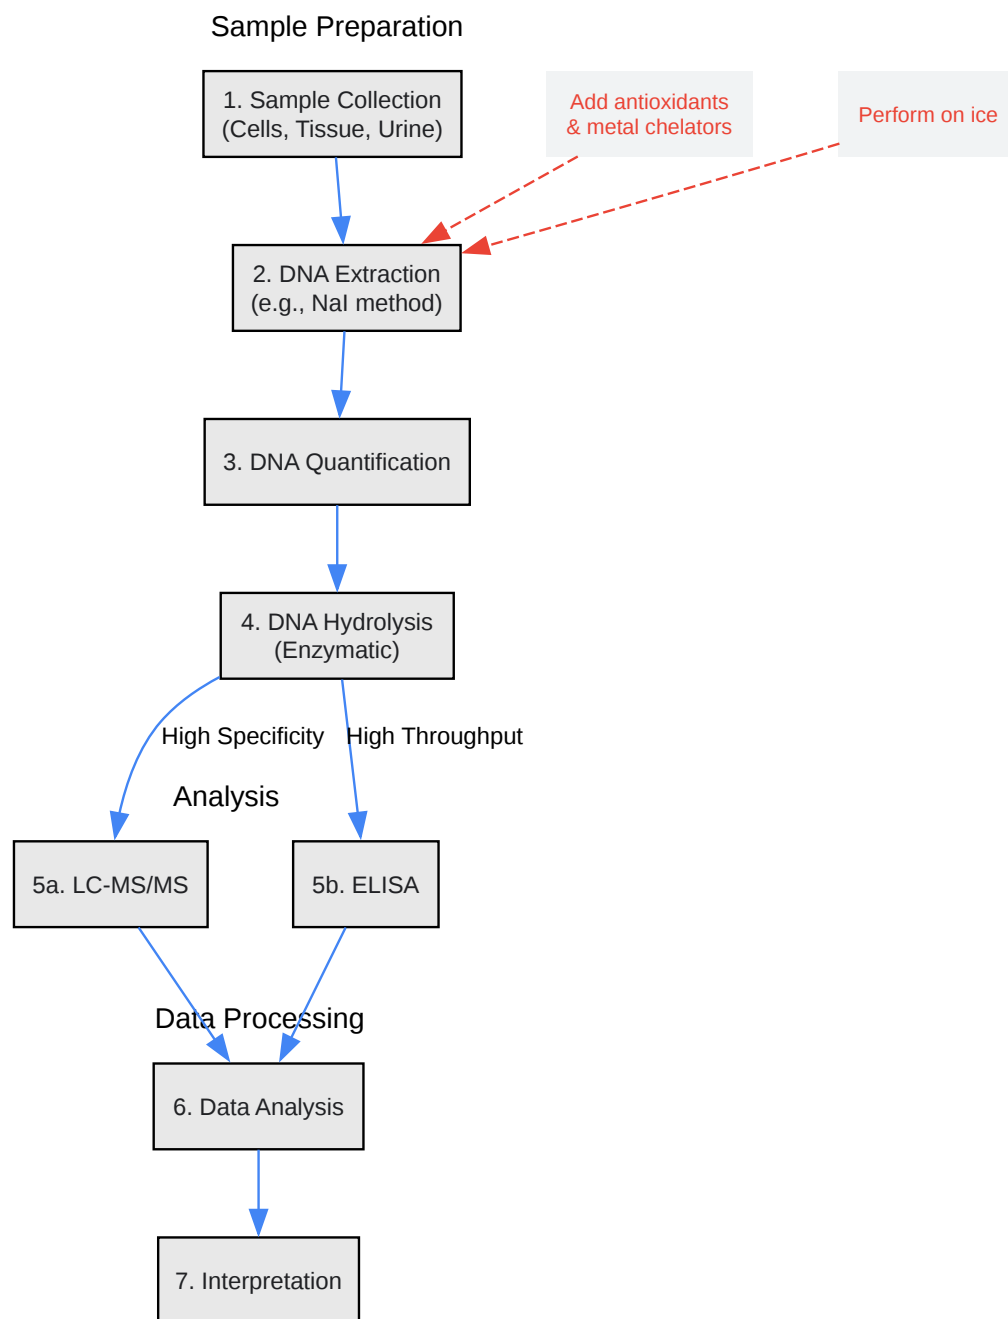 Sample Preparation
1. Sample Collection
(Cells, Tissue, Urine)
Add antioxidants
& metal chelators
Perform on ice
2. DNA Extraction
(e.g., NaI method)
3. DNA Quantification
4. DNA Hydrolysis
(Enzymatic)
High Specificity
High Throughput
Analysis
5a. LC-MS/MS
5b. ELISA
Data Processing
6. Data Analysis
7. Interpretation